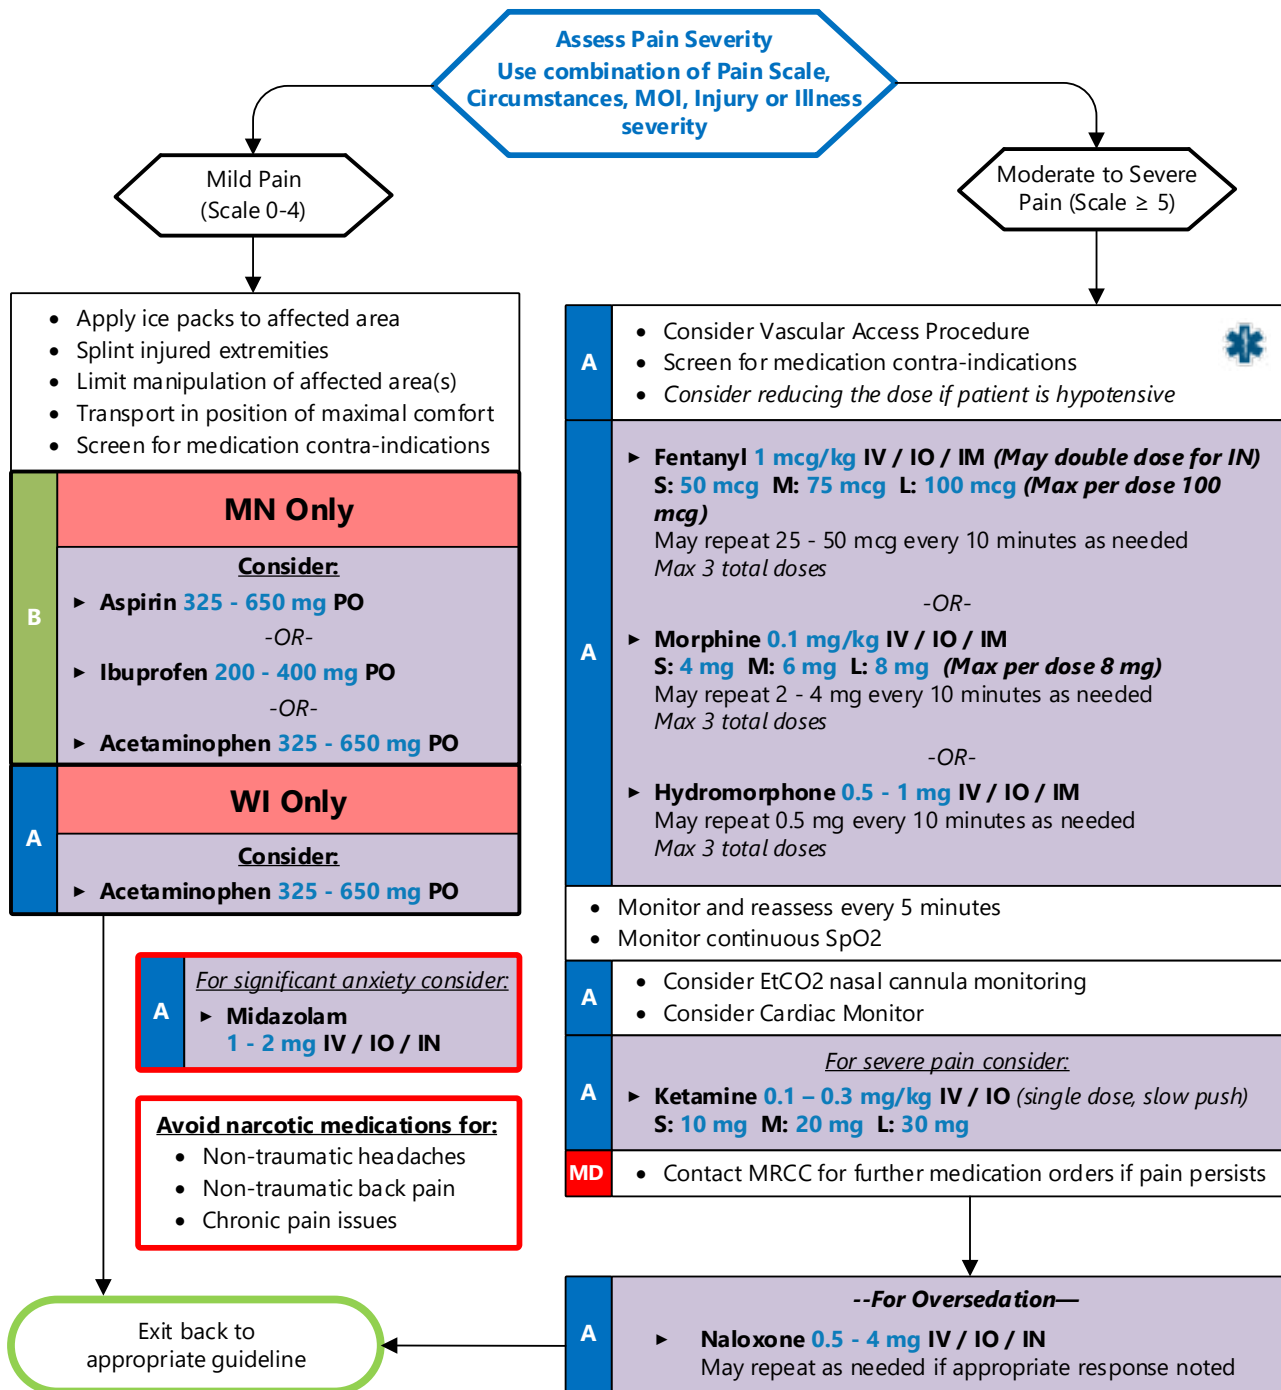 Assess Pain Severity
Use combination of Pain Scale,
Circumstances, MOI, Injury or Illness
severity
Mild Pain
(Scale 0-4)
• Apply ice packs to affected area
• Splint injured extremities
• Limit manipulation of affected area(s)
• Transport in position of maximal comfort
• Screen for medication contra-indications
B
MN Only
Consider:
► Aspirin 325 - 650 mg PO
-OR-
► Ibuprofen 200 - 400 mg PO
-OR-
► Acetaminophen 325 - 650 mg PO
A
WI Only
Consider:
► Acetaminophen 325 - 650 mg PO
A
For significant anxiety consider:
► Midazolam
1 - 2 mg IV / IO / IN
Avoid narcotic medications for:
• Non-traumatic headaches
• Non-traumatic back pain
• Chronic pain issues
Moderate to Severe
Pain (Scale ≥ 5)
A
• Consider Vascular Access Procedure
• Screen for medication contra-indications
• Consider reducing the dose if patient is hypotensive
A
► Fentanyl 1 mcg/kg IV / IO / IM (May double dose for IN)
S: 50 mcg M: 75 mcg L: 100 mcg (Max per dose 100
mcg)
May repeat 25 - 50 mcg every 10 minutes as needed
Max 3 total doses
-OR-
► Morphine 0.1 mg/kg IV / IO / IM
S: 4 mg M: 6 mg L: 8 mg (Max per dose 8 mg)
May repeat 2 - 4 mg every 10 minutes as needed
Max 3 total doses
-OR-
► Hydromorphone 0.5 - 1 mg IV / IO / IM
May repeat 0.5 mg every 10 minutes as needed
Max 3 total doses
• Monitor and reassess every 5 minutes
• Monitor continuous SpO2
A
• Consider EtCO2 nasal cannula monitoring
• Consider Cardiac Monitor
A
For severe pain consider:
► Ketamine 0.1 – 0.3 mg/kg IV / IO (single dose, slow push)
S: 10 mg M: 20 mg L: 30 mg
MD
• Contact MRCC for further medication orders if pain persists
A
--For Oversedation—
► Naloxone 0.5 - 4 mg IV / IO / IN
May repeat as needed if appropriate response noted
Exit back to
appropriate guideline